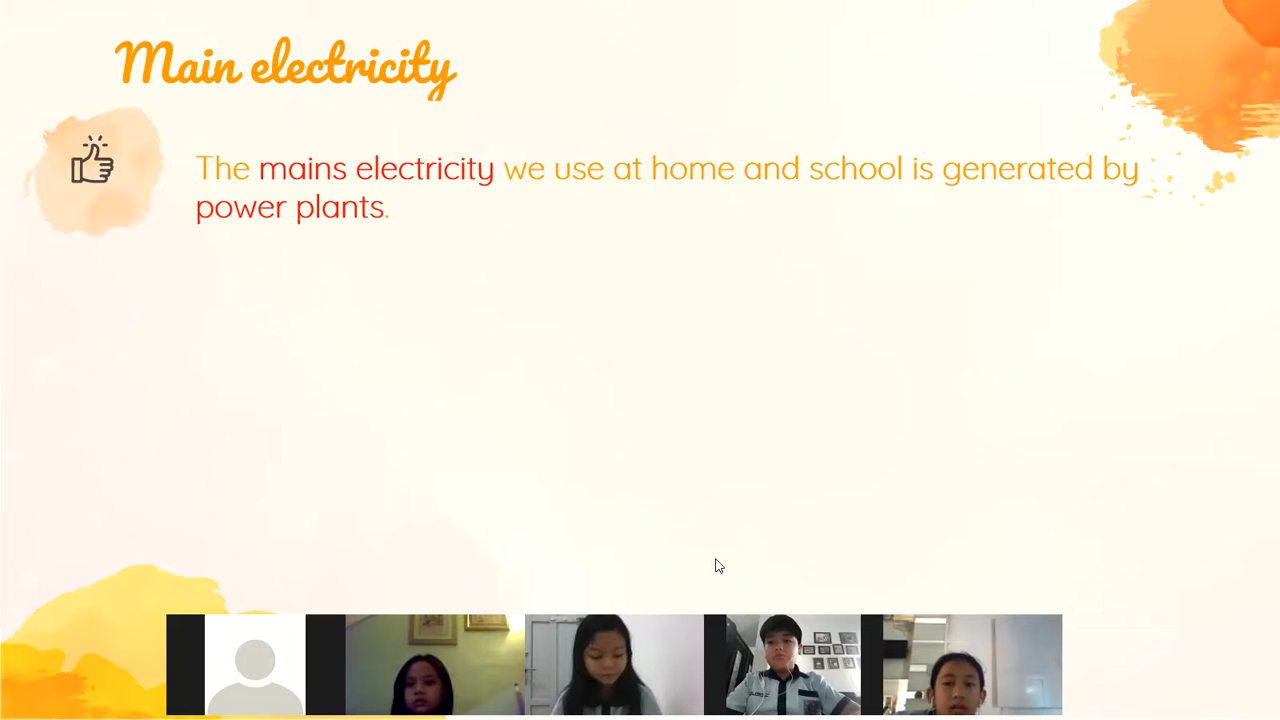 Main electricity
The mains electricity we use at home and school is generated by
power plants.